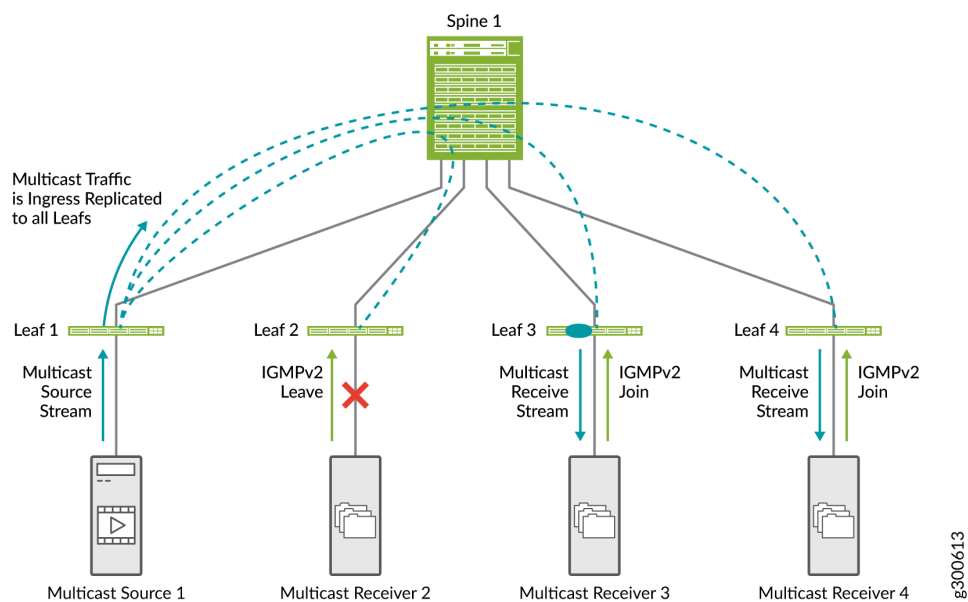 Spine 1
Multicast Traffic
is Ingress Replicated
to all Leafs
Leaf 1
Leaf 2
Leaf 3
Leaf 4
Multicast
Source
Stream
IGMPv2
Leave
Multicast
Receive
Stream
IGMPv2
Join
Multicast
Receive
Stream
IGMPv2
Join
Multicast Source 1
Multicast Receiver 2
Multicast Receiver 3
Multicast Receiver 4
g300613